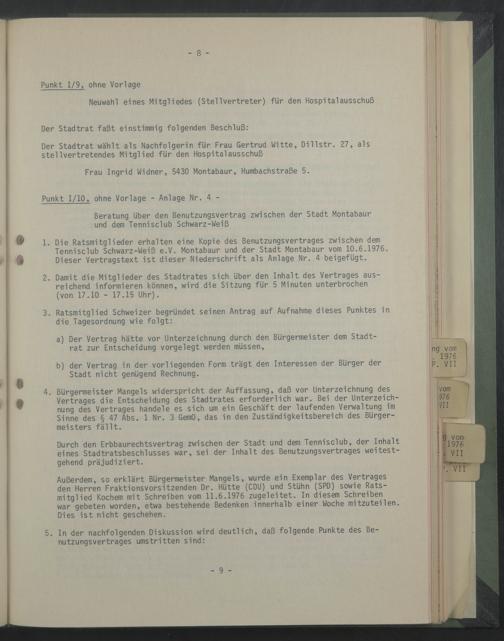 - 8 -
Punkt I/9, ohne Vorlage
Neuwahl eines Mitgliedes (Stellvertreter) für den Hospitalausschuß
Der Stadtrat faßt einstimmig folgenden Beschluß:
Der Stadtrat wählt als Nachfolgerin für Frau Gertrud Witte, Dillstr. 27, als
stellvertretendes Mitglied für den Hospitalausschuß
Frau Ingrid Widner, 5430 Montabaur, Humbachstraße 5.
Punkt I/10, ohne Vorlage - Anlage Nr. 4 -
Beratung über den Benutzungsvertrag zwischen der Stadt Montabaur
und dem Tennisclub Schwarz-Weiß
1. Die Ratsmitglieder erhalten eine Kopie des Benutzungsvertrages zwischen dem
Tennisclub Schwarz-Weiß e.V. Montabaur und der Stadt Montabaur vom 10.6.1976.
Dieser Vertragstext ist dieser Niederschrift als Anlage Nr. 4 beigefügt.
2. Damit die Mitglieder des Stadtrates sich über den Inhalt des Vertrages aus-
reichend informieren können, wird die Sitzung für 5 Minuten unterbrochen
(von 17.10 - 17.15 Uhr).
3. Ratsmitglied Schweizer begründet seinen Antrag auf Aufnahme dieses Punktes in
die Tagesordnung wie folgt:
a) Der Vertrag hätte vor Unterzeichnung durch den Bürgermeister dem Stadt-
rat zur Entscheidung vorgelegt werden müssen,
b) der Vertrag in der vorliegenden Form trägt den Interessen der Bürger der
Stadt nicht genügend Rechnung.
4. Bürgermeister Mangels widerspricht der Auffassung, daß vor Unterzeichnung des
Vertrages die Entscheidung des Stadtrates erforderlich war. Bei der Unterzeich-
nung des Vertrages handele es sich um ein Geschäft der laufenden Verwaltung im
Sinne des § 47 Abs. 1 Nr. 3 GemO, das in den Zuständigkeitsbereich des Bürger-
meisters fällt.
Durch den Erbbaurechtsvertrag zwischen der Stadt und dem Tennisclub, der Inhalt
eines Stadtratsbeschlusses war, sei der Inhalt des Benutzungsvertrages weitest-
gehend präjudiziert.
Außerdem, so erklärt Bürgermeister Mangels, wurde ein Exemplar des Vertrages
den Herren Fraktionsvorsitzenden Dr. Hütte (CDU) und Stühn (SPD) sowie Rats-
mitglied Kochem mit Schreiben vom 11.6.1976 zugeleitet. In diesem Schreiben
war gebeten worden, etwa bestehende Bedenken innerhalb einer Woche mitzuteilen.
Dies ist nicht geschehen.
5. In der nachfolgenden Diskussion wird deutlich, daß folgende Punkte des Be-
nutzungsvertrages umstritten sind:
- 9 -
ng vom
1976
P. VII
vom
976
VII
g vom
1976
VII
. VII